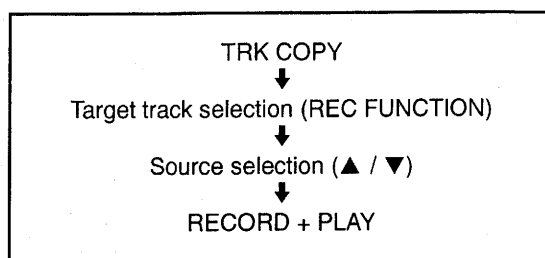 TRK COPY
Target track selection (REC FUNCTION)
Source selection (▲ / ▼)
RECORD + PLAY